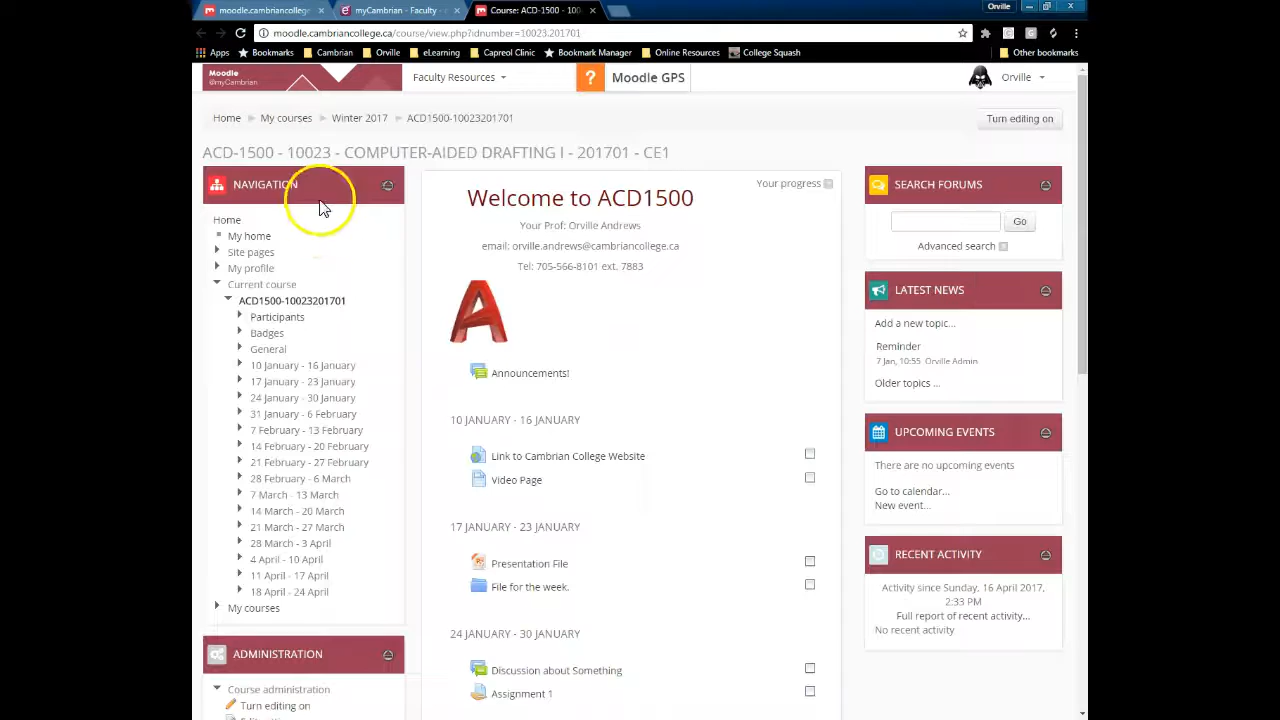 moodle.cambriancollege.
myCambrian - Faculty -
Course: ACD-1500 - 100
Orville
moodle.cambriancollege.ca/course/view.php?idnumber=10023.201701
Apps
Bookmarks
Cambrian
Orville
eLearning
Capreol Clinic
Bookmark Manager
Online Resources
College Squash
Other bookmarks
Moodle
@myCambrian
Faculty Resources
?
Moodle GPS
Orville
Home
My courses
Winter 2017
ACD1500-10023201701
Turn editing on
ACD-1500 - 10023 - COMPUTER-AIDED DRAFTING I - 201701 - CE1
NAVIGATION
Home
My home
Site pages
My profile
Current course
ACD1500-10023201701
Participants
Badges
General
10 January - 16 January
17 January - 23 January
24 January - 30 January
31 January - 6 February
7 February - 13 February
14 February - 20 February
21 February - 27 February
28 February - 6 March
7 March - 13 March
14 March - 20 March
21 March - 27 March
28 March - 3 April
4 April - 10 April
11 April - 17 April
18 April - 24 April
My courses
ADMINISTRATION
Course administration
Turn editing on
Your progress
Welcome to ACD1500
Your Prof: Orville Andrews
email: orville.andrews@cambriancollege.ca
Tel: 705-566-8101 ext. 7883
Announcements!
10 JANUARY - 16 JANUARY
Link to Cambrian College Website
Video Page
17 JANUARY - 23 JANUARY
Presentation File
File for the week.
24 JANUARY - 30 JANUARY
Discussion about Something
Assignment 1
SEARCH FORUMS
Go
Advanced search
LATEST NEWS
Add a new topic...
Reminder
7 Jan, 10:55 Orville Admin
Older topics ...
UPCOMING EVENTS
There are no upcoming events
Go to calendar...
New event...
RECENT ACTIVITY
Activity since Sunday, 16 April 2017,
2:33 PM
Full report of recent activity...
No recent activity